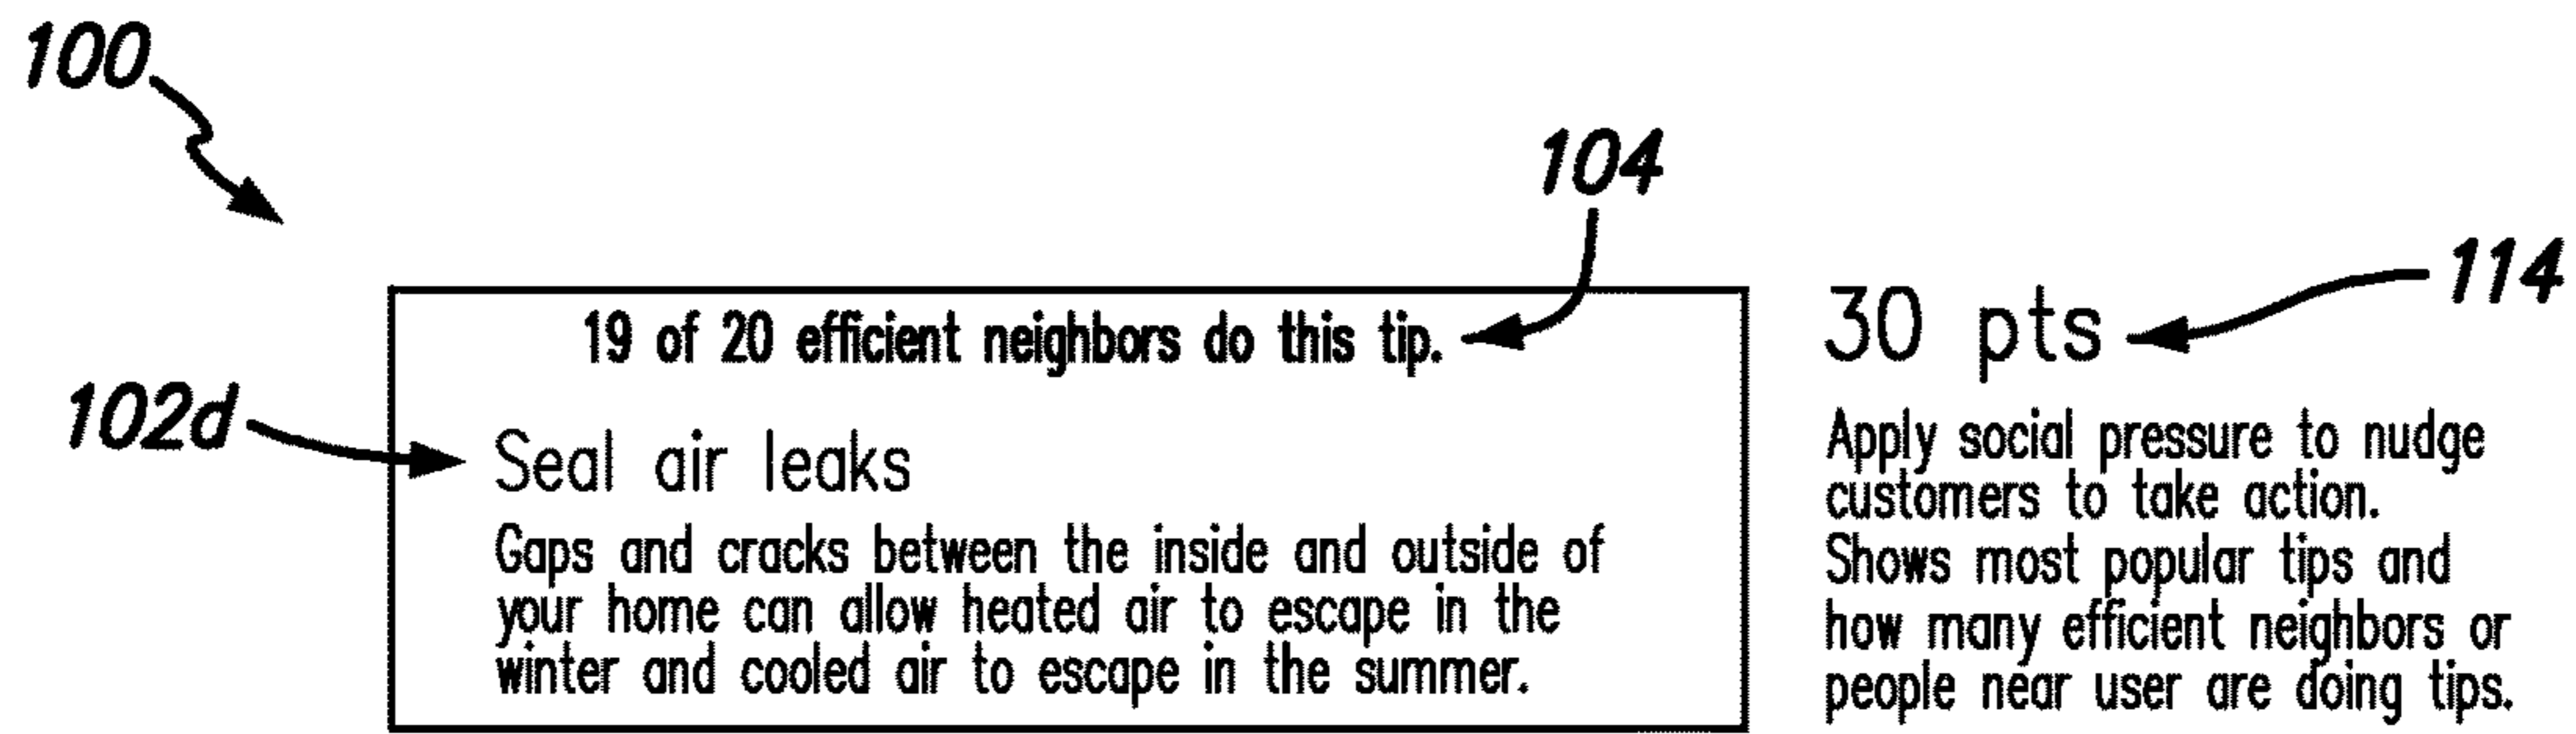 100
104
114
19 of 20 efficient neighbors do this tip.
102d
Seal air leaks
Gaps and cracks between the inside and outside of
your home can allow heated air to escape in the
winter and cooled air to escape in the summer.
30 pts
Apply social pressure to nudge
customers to take action.
Shows most popular tips and
how many efficient neighbors or
people near user are doing tips.